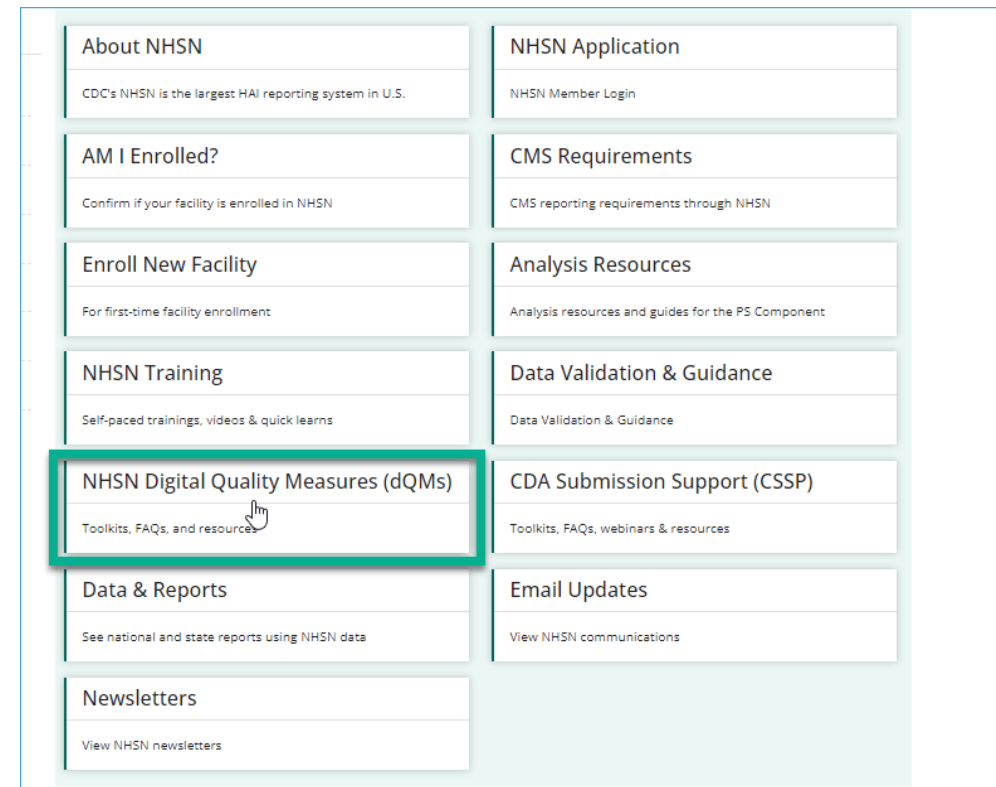 About NHSN
CDC's NHSN is the largest HAI reporting system in U.S.
NHSN Application
NHSN Member Login
AM I Enrolled?
Confirm if your facility is enrolled in NHSN
CMS Requirements
CMS reporting requirements through NHSN
Enroll New Facility
For first-time facility enrollment
Analysis Resources
Analysis resources and guides for the PS Component
NHSN Training
Self-paced trainings, videos & quick learns
Data Validation & Guidance
Data Validation & Guidance
NHSN Digital Quality Measures (dQMs)
Toolkits, FAQs, and resources
CDA Submission Support (CSSP)
Toolkits, FAQs, webinars & resources
Data & Reports
See national and state reports using NHSN data
Email Updates
View NHSN communications
Newsletters
View NHSN newsletters